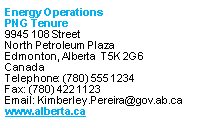 Energy Operations
PNG Tenure
9945 108 Street
North Petroleum Plaza
Edmonton, Alberta T5K 2G6
Canada
Telephone: (780) 555 1234
Fax: (780) 422 1123
Email: Kimberley.Pereira@gov.ab.ca
www.alberta.ca